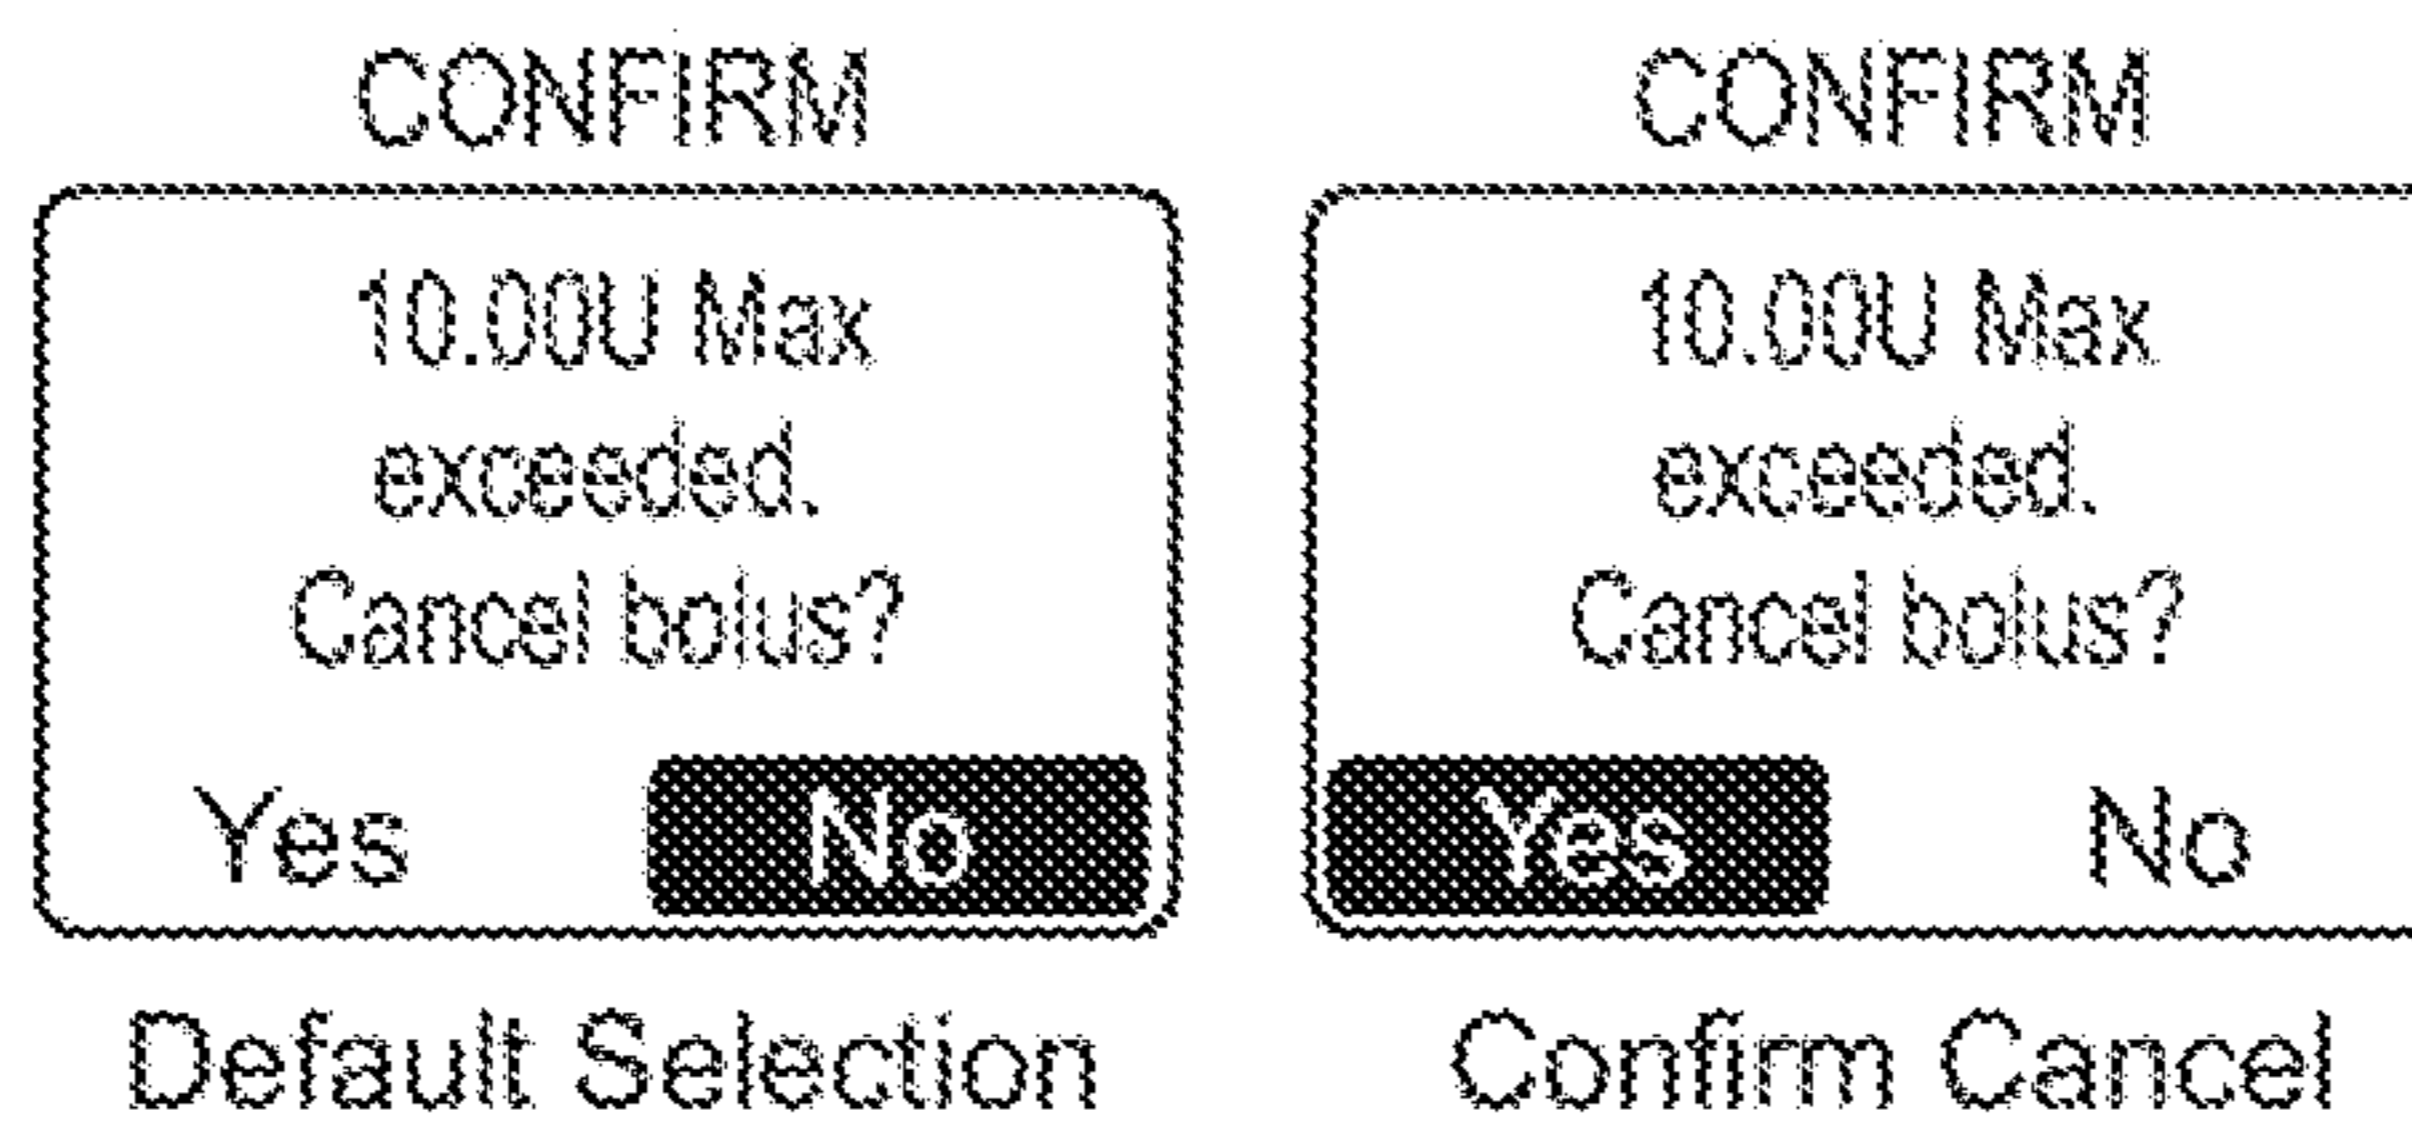 CONFIRM
10.00U Max
exceeded.
Cancel bolus?
Yes No
Default Selection
CONFIRM
10.00U Max
exceeded.
Cancel bolus?
Yes No
Confirm Cancel